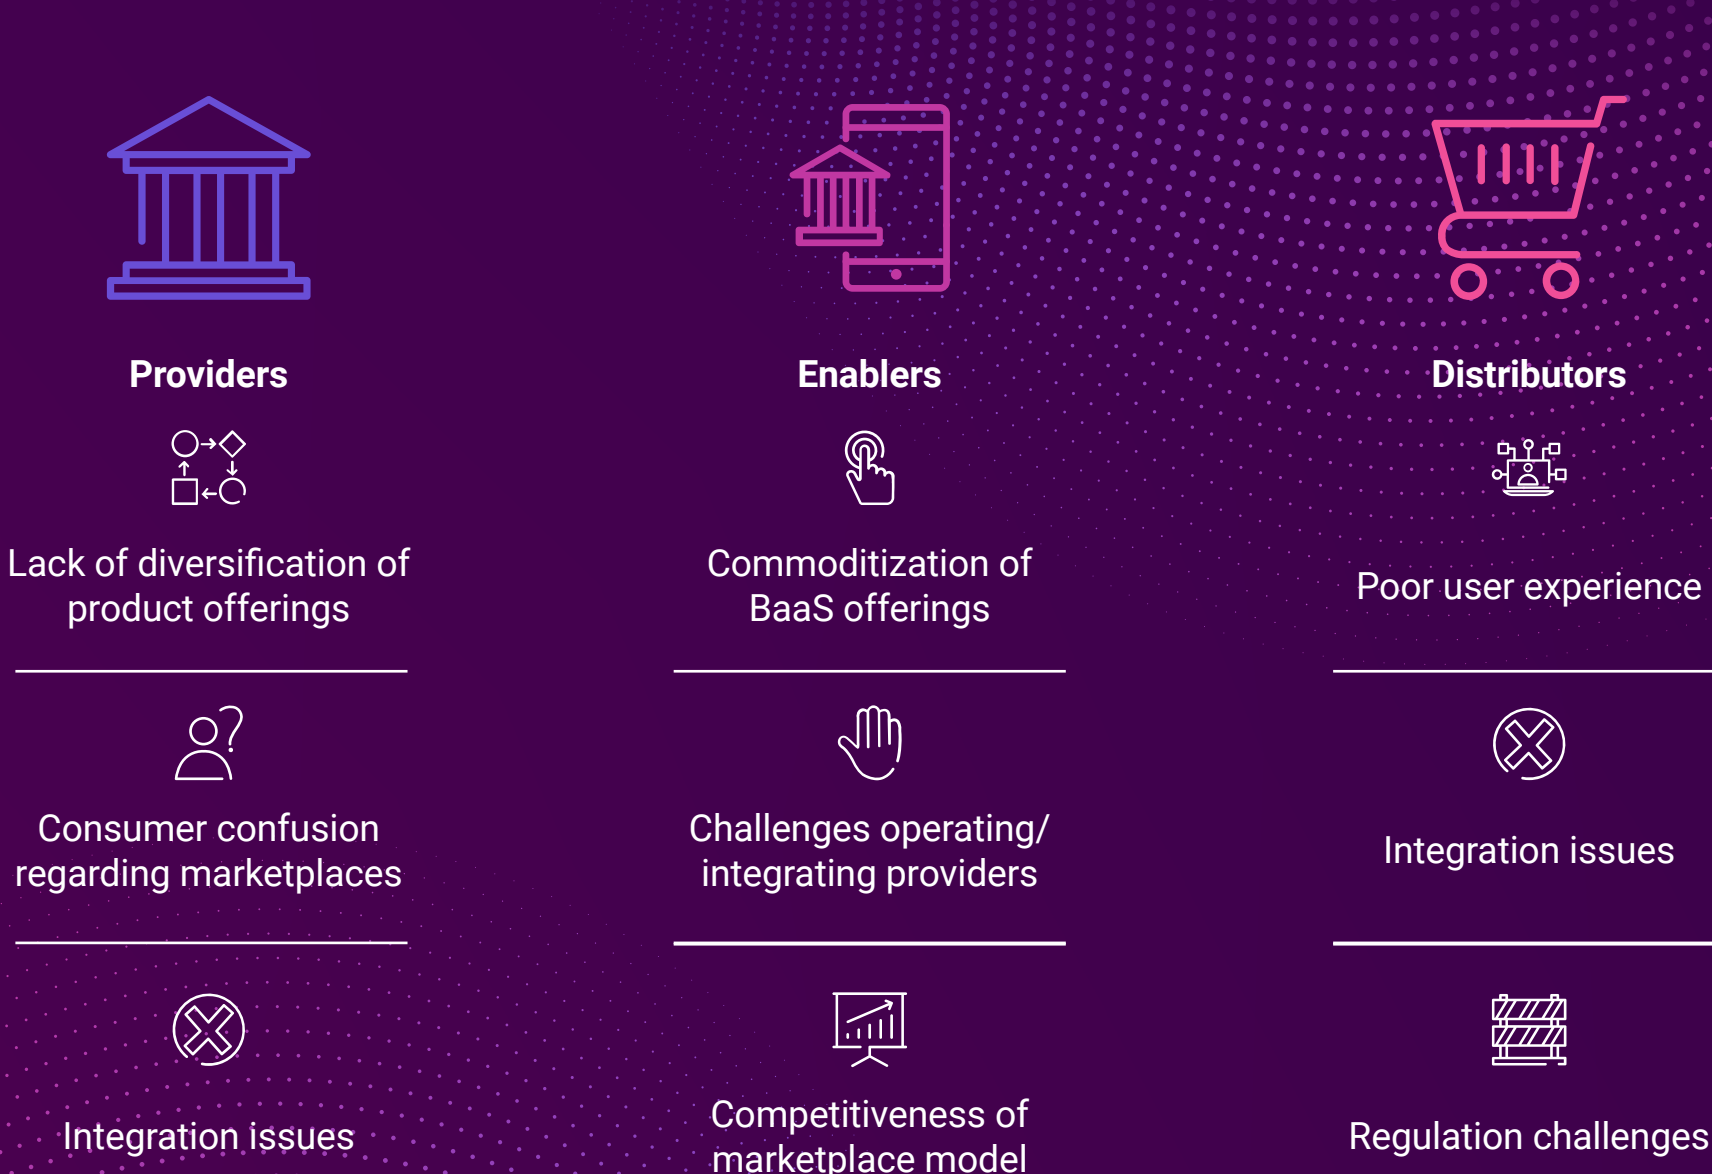 Providers
Enablers
Distributors
Lack of diversification of
product offerings
Commoditization of
BaaS offerings
Poor user experience
Consumer confusion
regarding marketplaces
Challenges operating/
integrating providers
Integration issues
Integration issues
Competitiveness of
marketplace model
Regulation challenges